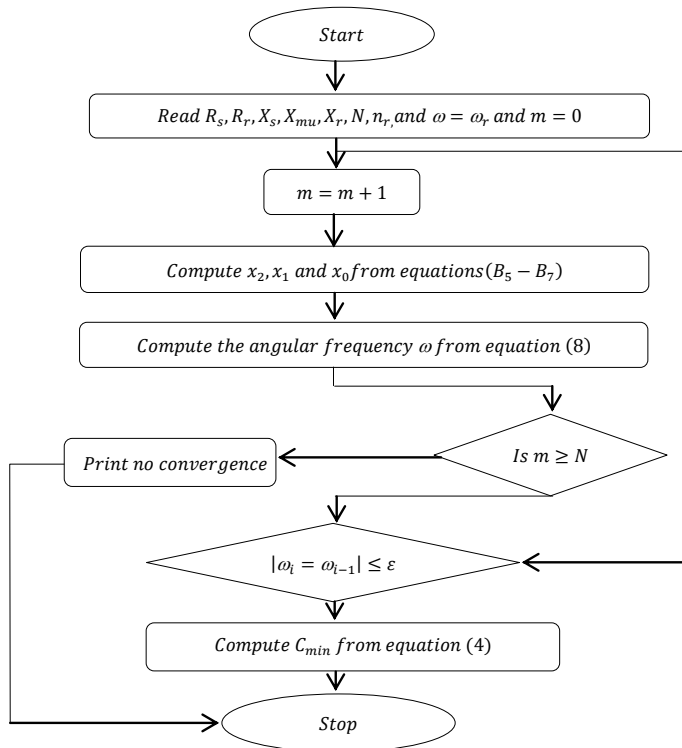 Start
Read R_s, R_r, X_s, X_mu, X_r, N, n_r, and ω = ω_r and m = 0
m = m + 1
Compute x_2, x_1 and x_0 from equations(B_5 − B_7)
Compute the angular frequency ω from equation (8)
Is m ≥ N
Print no convergence
|ω_i = ω_{i−1}| ≤ ε
Compute C_min from equation (4)
Stop